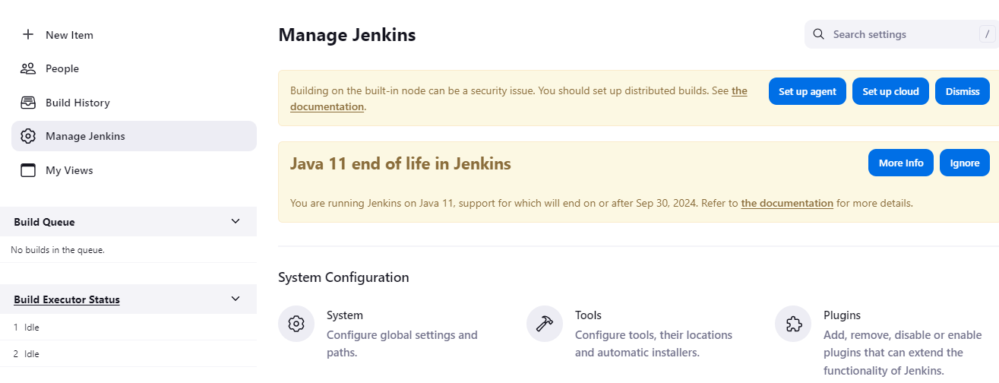 New Item
People
Build History
Manage Jenkins
My Views
Build Queue
No builds in the queue.
Build Executor Status
1 Idle
2 Idle
Manage Jenkins
Search settings /
Building on the built-in node can be a security issue. You should set up distributed builds. See the
documentation.
Set up agent Set up cloud Dismiss
Java 11 end of life in Jenkins
More Info Ignore
You are running Jenkins on Java 11, support for which will end on or after Sep 30, 2024. Refer to the documentation for more details.
System Configuration
System
Configure global settings and
paths.
Tools
Configure tools, their locations
and automatic installers.
Plugins
Add, remove, disable or enable
plugins that can extend the
functionality of Jenkins.